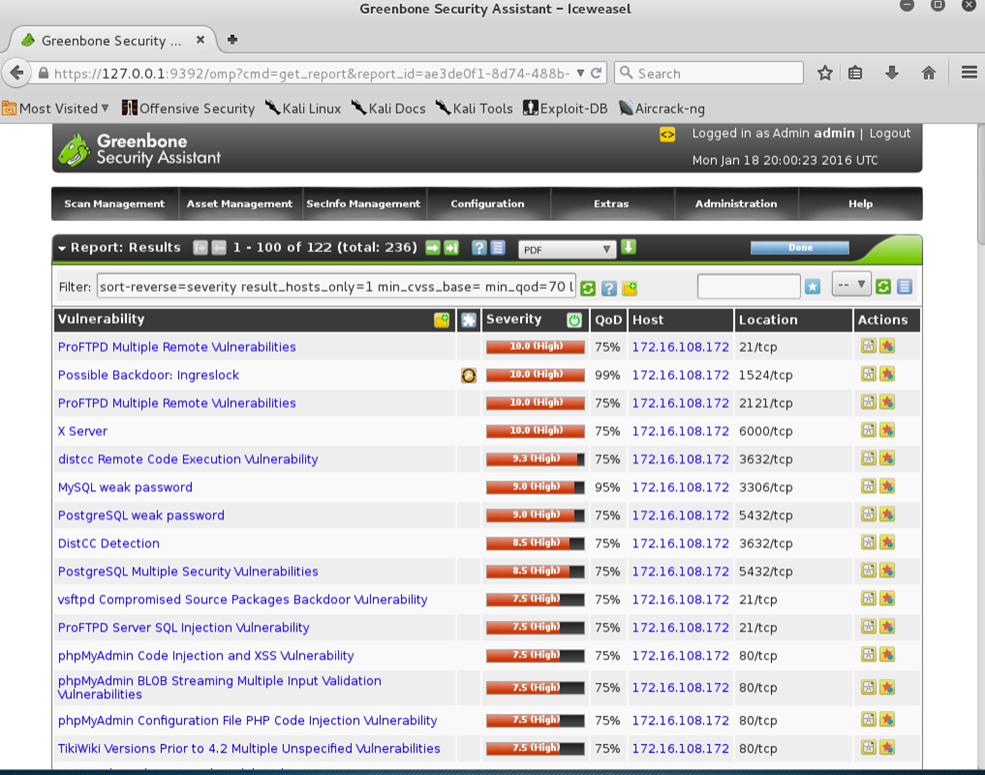 Greenbone Security Assistant - Iceweasel
Greenbone Security ...
https://127.0.0.1:9392/omp?cmd=get_report&report_id=ae3de0f1-8d74-488b-
Search
Most Visited
Offensive Security
Kali Linux
Kali Docs
Kali Tools
Exploit-DB
Aircrack-ng
Greenbone
Security Assistant
Logged in as Admin admin | Logout
Mon Jan 18 20:00:23 2016 UTC
Scan Management Asset Management SecInfo Management Configuration Extras Administration Help
Report: Results 1 - 100 of 122 (total: 236) PDF Done
Filter: sort-reverse=severity result_hosts_only=1 min_cvss_base= min_qod=70 l --
Vulnerability Severity QoD Host Location Actions
ProFTPD Multiple Remote Vulnerabilities 10.0 (High) 75% 172.16.108.172 21/tcp
Possible Backdoor: Ingreslock 10.0 (High) 99% 172.16.108.172 1524/tcp
ProFTPD Multiple Remote Vulnerabilities 10.0 (High) 75% 172.16.108.172 2121/tcp
X Server 10.0 (High) 75% 172.16.108.172 6000/tcp
distcc Remote Code Execution Vulnerability 9.3 (High) 75% 172.16.108.172 3632/tcp
MySQL weak password 9.0 (High) 95% 172.16.108.172 3306/tcp
PostgreSQL weak password 9.0 (High) 75% 172.16.108.172 5432/tcp
DistCC Detection 8.5 (High) 75% 172.16.108.172 3632/tcp
PostgreSQL Multiple Security Vulnerabilities 8.5 (High) 75% 172.16.108.172 5432/tcp
vsftpd Compromised Source Packages Backdoor Vulnerability 7.5 (High) 75% 172.16.108.172 21/tcp
ProFTPD Server SQL Injection Vulnerability 7.5 (High) 75% 172.16.108.172 21/tcp
phpMyAdmin Code Injection and XSS Vulnerability 7.5 (High) 75% 172.16.108.172 80/tcp
phpMyAdmin BLOB Streaming Multiple Input Validation
Vulnerabilities 7.5 (High) 75% 172.16.108.172 80/tcp
phpMyAdmin Configuration File PHP Code Injection Vulnerability 7.5 (High) 75% 172.16.108.172 80/tcp
TikiWiki Versions Prior to 4.2 Multiple Unspecified Vulnerabilities 7.5 (High) 75% 172.16.108.172 80/tcp